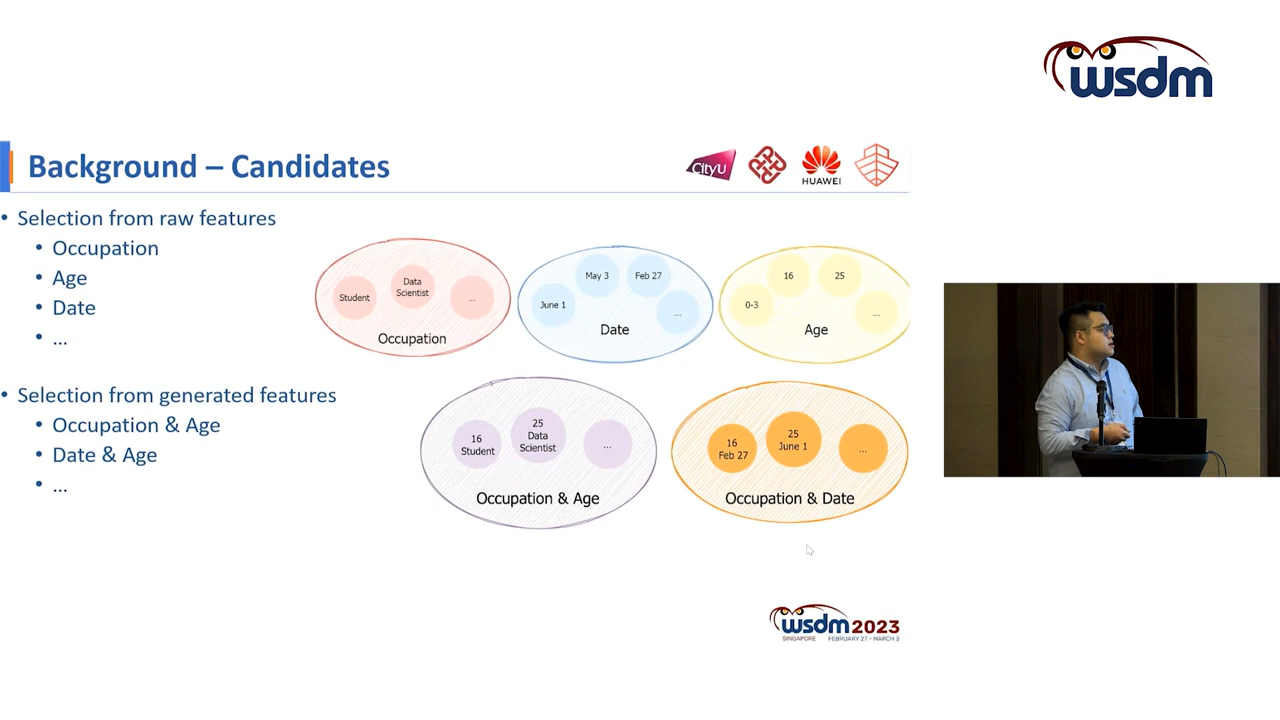 wsdm
Background – Candidates
CityU
HUAWEI
• Selection from raw features
• Occupation
• Age
• Date
• ...
Student
Data
Scientist
...
Occupation
June 1
May 3
Feb 27
...
Date
0-3
16
25
...
Age
• Selection from generated features
• Occupation & Age
• Date & Age
• ...
16
Student
25
Data
Scientist
...
Occupation & Age
16
Feb 27
25
June 1
...
Occupation & Date
wsdm2023
SINGAPORE FEBRUARY 27 - MARCH 3